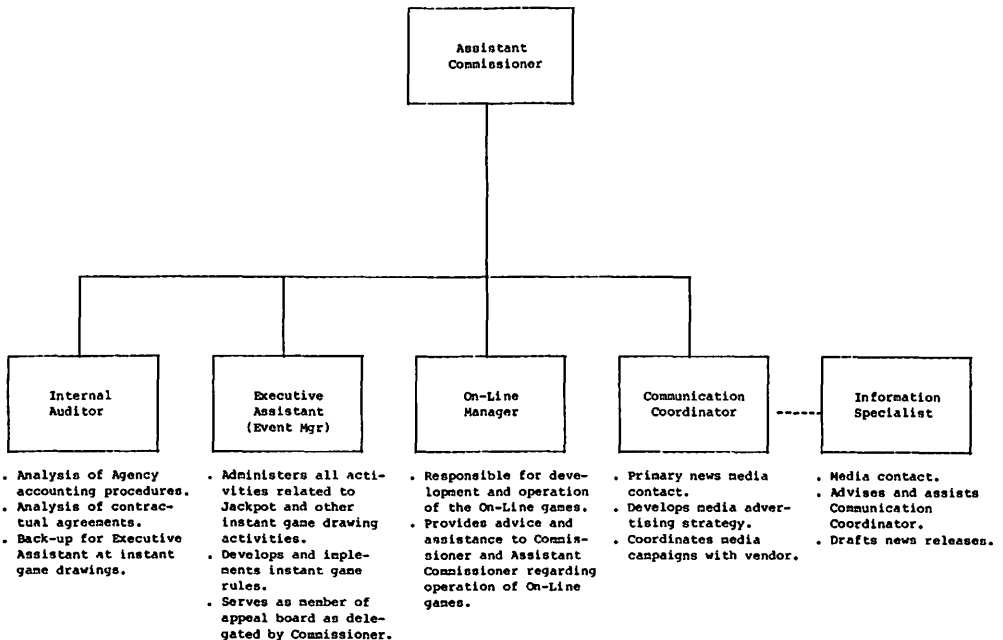 Assistant
Commissioner
Internal
Auditor
Executive
Assistant
(Event Mgr)
On-Line
Manager
Communication
Coordinator
Information
Specialist
. Analysis of Agency
accounting procedures.
. Analysis of contrac-
tual agreements.
. Back-up for Executive
Assistant at instant
game drawings.
. Administers all acti-
vities related to
Jackpot and other
instant game drawing
activities.
. Develops and imple-
ments instant game
rules.
. Serves as member of
appeal board as dele-
gated by Commissioner.
. Responsible for deve-
lopment and operation
of the On-Line games.
. Provides advice and
assistance to Commis-
sioner and Assistant
Commissioner regarding
operation of On-Line
games.
. Primary news media
contact.
. Develops media adver-
tising strategy.
. Coordinates media
campaigns with vendor.
. Media contact.
. Advises and assists
Communication
Coordinator.
. Drafts news releases.